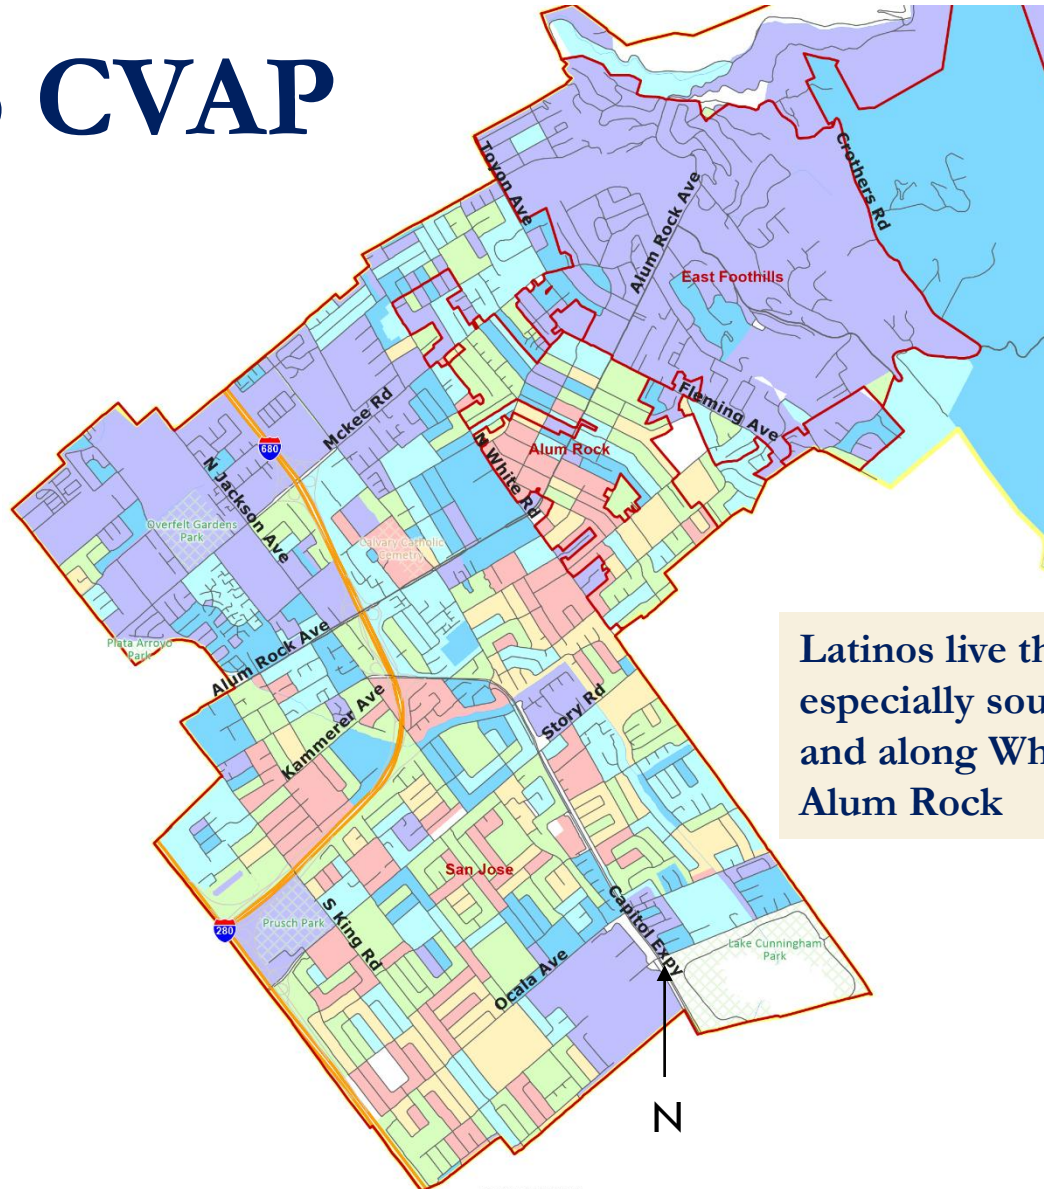 CVAP
Toyon Ave
Crothers Rd
Alum Rock Ave
East Foothills
Mckee Rd
Fleming Ave
680
N White Rd
Alum Rock
N Jackson Ave
Overfelt Gardens
Park
Calvary Catholic
Cemetry
Plata Arroyo
Park
Alum Rock Ave
Kammerer Ave
Story Rd
Latinos live th
especially sou
and along Wh
Alum Rock
San Jose
280
Prusch Park
S King Rd
Capitol Expy
Lake Cunningham
Park
Ocala Ave
N